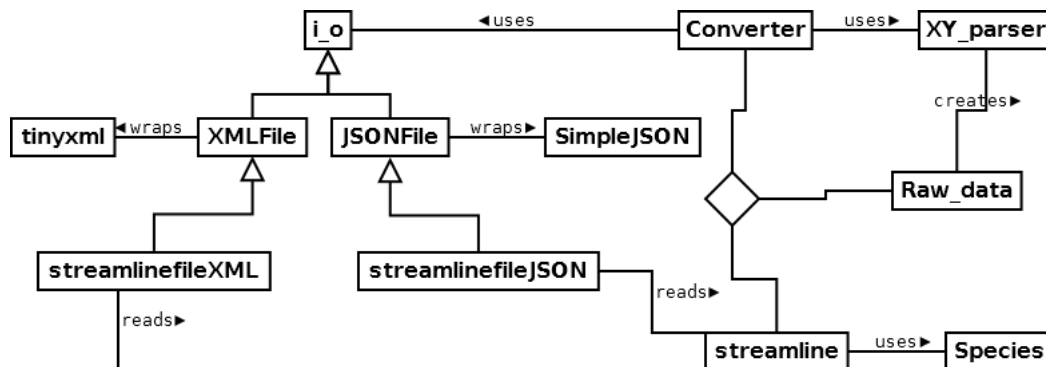 i_o
◀uses
Converter
uses▶
XY_parser
creates▶
tinyxml
◀wraps
XMLFile
JSONFile
wraps▶
SimpleJSON
Raw_data
streamlinefileXML
streamlinefileJSON
reads▶
reads▶
streamline
uses▶
Species